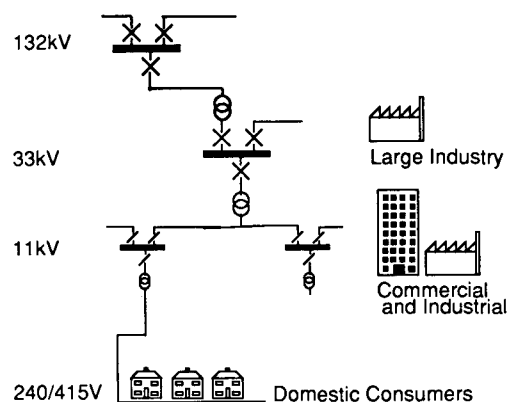 132kV
33kV
Large Industry
11kV
Commercial
and Industrial
240/415V
Domestic Consumers